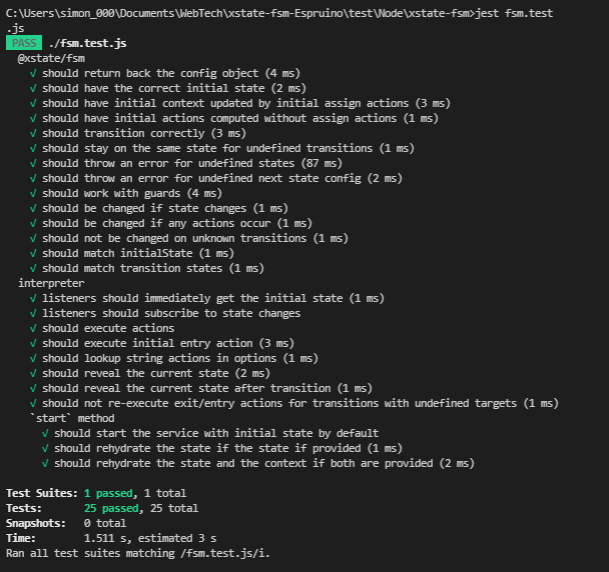 C:\Users\simon_000\Documents\WebTech\xstate-fsm-Espruino\test\Node\xstate-fsm>jest fsm.test
.js
PASS ./fsm.test.js
@xstate/fsm
√ should return back the config object (4 ms)
√ should have the correct initial state (2 ms)
√ should have initial context updated by initial assign actions (3 ms)
√ should have initial actions computed without assign actions (1 ms)
√ should transition correctly (3 ms)
√ should stay on the same state for undefined transitions (1 ms)
√ should throw an error for undefined states (87 ms)
√ should throw an error for undefined next state config (2 ms)
√ should work with guards (4 ms)
√ should be changed if state changes (1 ms)
√ should be changed if any actions occur (1 ms)
√ should not be changed on unknown transitions (1 ms)
√ should match initialState (1 ms)
√ should match transition states (1 ms)
interpreter
√ listeners should immediately get the initial state (1 ms)
√ listeners should subscribe to state changes
√ should execute actions
√ should execute initial entry action (3 ms)
√ should lookup string actions in options (1 ms)
√ should reveal the current state (2 ms)
√ should reveal the current state after transition (1 ms)
√ should not re-execute exit/entry actions for transitions with undefined targets (1 ms)
`start` method
√ should start the service with initial state by default
√ should rehydrate the state if the state if provided (1 ms)
√ should rehydrate the state and the context if both are provided (2 ms)
Test Suites: 1 passed, 1 total
Tests: 25 passed, 25 total
Snapshots: 0 total
Time: 1.511 s, estimated 3 s
Ran all test suites matching /fsm.test.js/i.